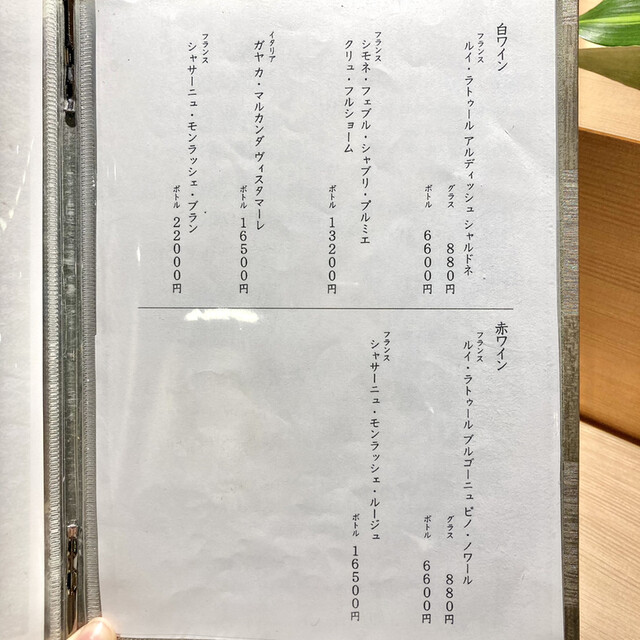 白ワイン
フランス
ルイ・ラトゥール アルディッシュ シャルドネ
グラス 880円
ボトル 6600円
フランス
シモネ・フェブル・シャブリ・プルミエ
クリュ・フルショーム
ボトル 13200円
イタリア
ガヤ カ・マルカンダ ヴィスタマーレ
ボトル 16500円
フランス
シャサーニュ・モンラッシェ・ブラン
ボトル 22000円
赤ワイン
フランス
ルイ・ラトゥール ブルゴーニュ ピノ・ノワール
グラス 880円
ボトル 6600円
フランス
シャサーニュ・モンラッシェ・ルージュ
ボトル 16500円